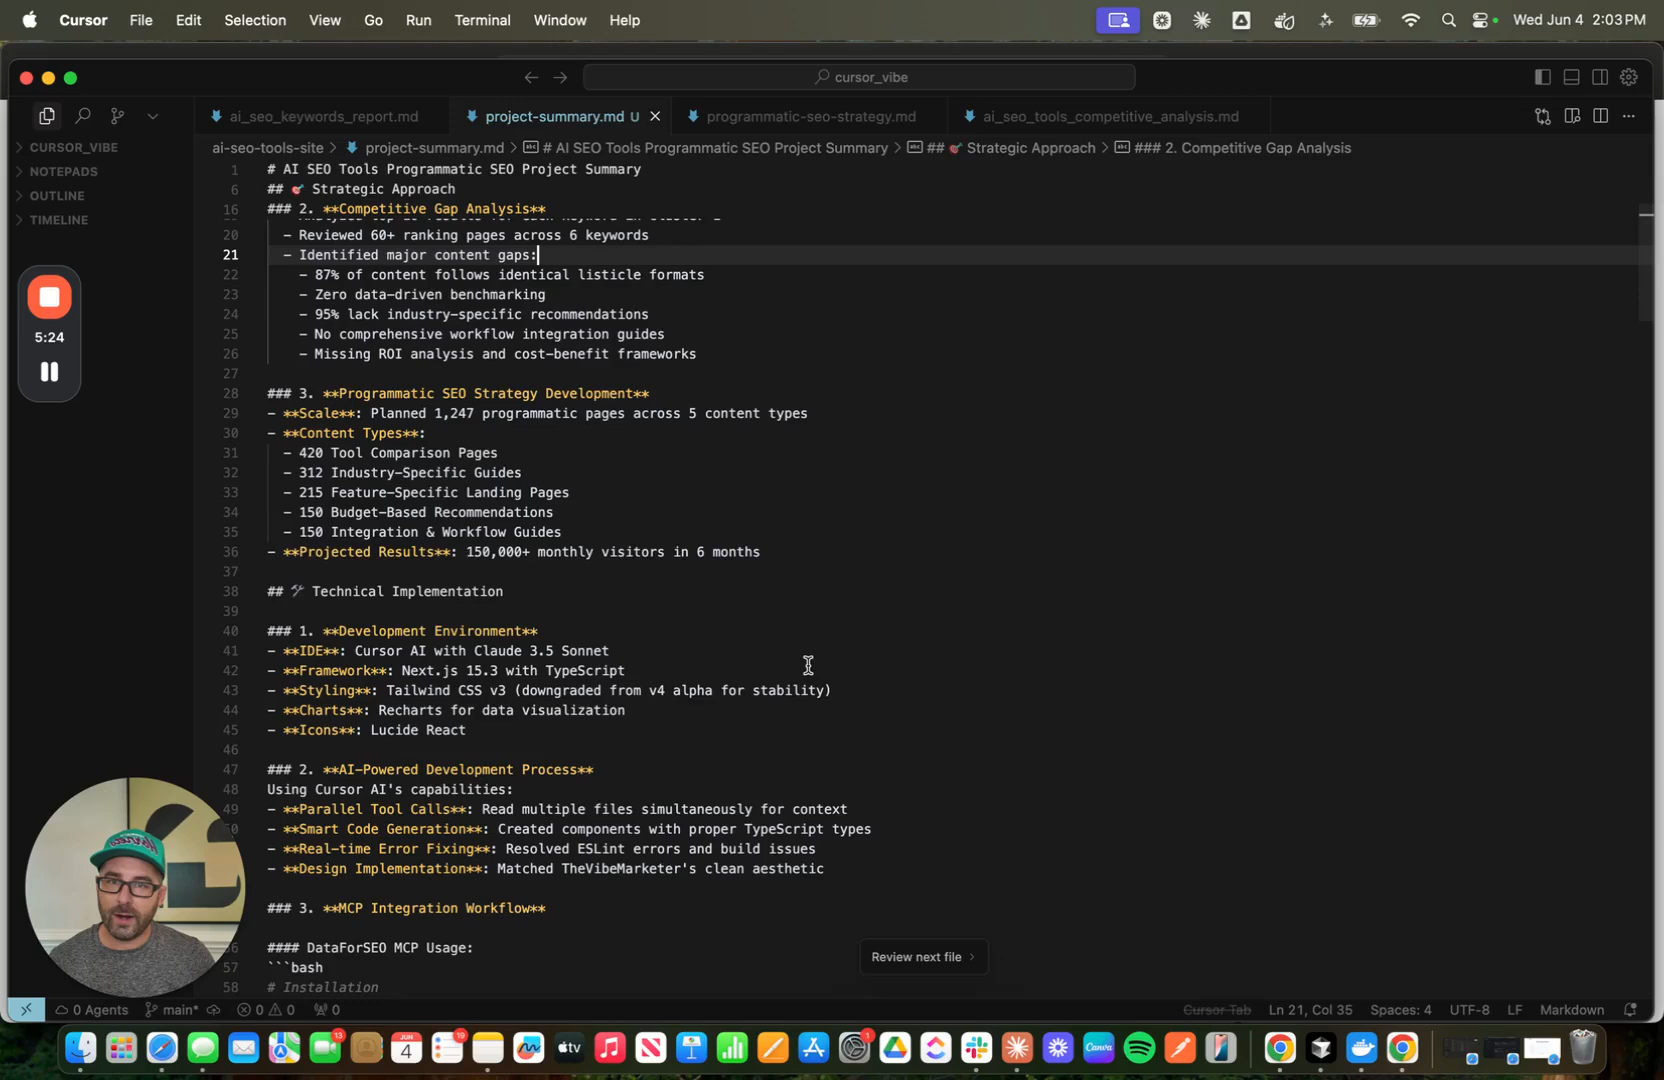 Cursor File Edit Selection View Go Run Terminal Window Help Wed Jun 4 2:03 PM
cursor_vibe
ai_seo_keywords_report.md project-summary.md U programmatic-seo-strategy.md ai_seo_tools_competitive_analysis.md
CURSOR_VIBE
NOTEPADS
OUTLINE
TIMELINE
5:24
ai-seo-tools-site > project-summary.md > # AI SEO Tools Programmatic SEO Project Summary > ## 🎯 Strategic Approach > ### 2. Competitive Gap Analysis
1 # AI SEO Tools Programmatic SEO Project Summary
6 ## 🎯 Strategic Approach
16 ### 2. **Competitive Gap Analysis**
20 - Reviewed 60+ ranking pages across 6 keywords
21 - Identified major content gaps:
22 - 87% of content follows identical listicle formats
23 - Zero data-driven benchmarking
24 - 95% lack industry-specific recommendations
25 - No comprehensive workflow integration guides
26 - Missing ROI analysis and cost-benefit frameworks
27
28 ### 3. **Programmatic SEO Strategy Development**
29 - **Scale**: Planned 1,247 programmatic pages across 5 content types
30 - **Content Types**:
31 - 420 Tool Comparison Pages
32 - 312 Industry-Specific Guides
33 - 215 Feature-Specific Landing Pages
34 - 150 Budget-Based Recommendations
35 - 150 Integration & Workflow Guides
36 - **Projected Results**: 150,000+ monthly visitors in 6 months
37
38 ## 🛠 Technical Implementation
39
40 ### 1. **Development Environment**
41 - **IDE**: Cursor AI with Claude 3.5 Sonnet
42 - **Framework**: Next.js 15.3 with TypeScript
43 - **Styling**: Tailwind CSS v3 (downgraded from v4 alpha for stability)
44 - **Charts**: Recharts for data visualization
45 - **Icons**: Lucide React
46
47 ### 2. **AI-Powered Development Process**
48 Using Cursor AI's capabilities:
49 - **Parallel Tool Calls**: Read multiple files simultaneously for context
50 - **Smart Code Generation**: Created components with proper TypeScript types
- **Real-time Error Fixing**: Resolved ESLint errors and build issues
- **Design Implementation**: Matched TheVibeMarketer's clean aesthetic
### 3. **MCP Integration Workflow**
56 #### DataForSEO MCP Usage:
57 ```bash
58 # Installation
Review next file >
0 Agents main* 0 0 0 Cursor Tab Ln 21, Col 35 Spaces: 4 UTF-8 LF Markdown
13 JUN 4 19 tv 1 Canva